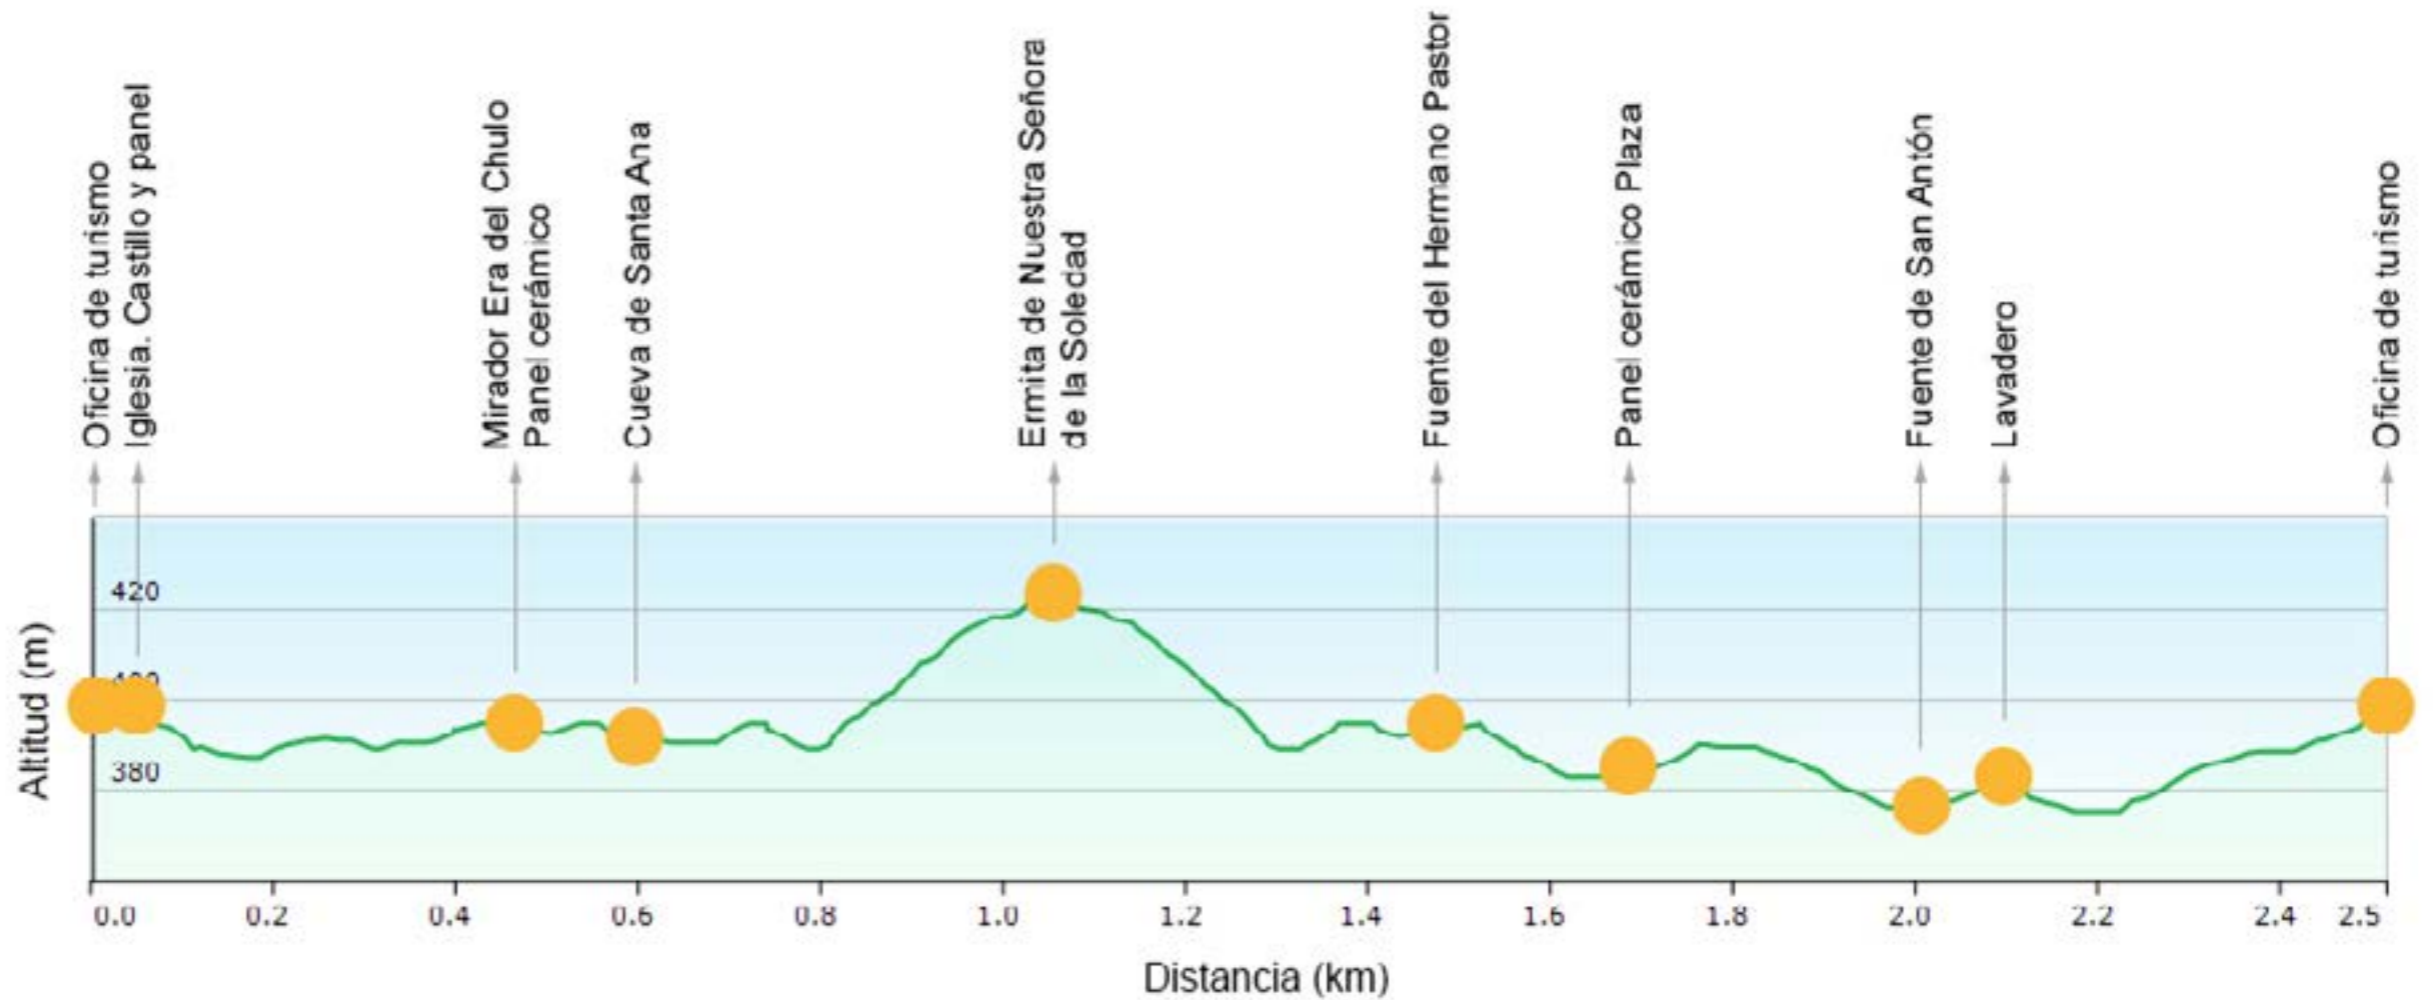 Oficina de turismo
Iglesia. Castillo y panel
Mirador Era del Chulo
Panel cerámico
Cueva de Santa Ana
Ermita de Nuestra Señora
de la Soledad
Fuente del Hermano Pastor
Panel cerámico Plaza
Fuente de San Antón
Lavadero
Oficina de turismo
Altitud (m)
420
400
380
0.0 0.2 0.4 0.6 0.8 1.0 1.2 1.4 1.6 1.8 2.0 2.2 2.4 2.5
Distancia (km)